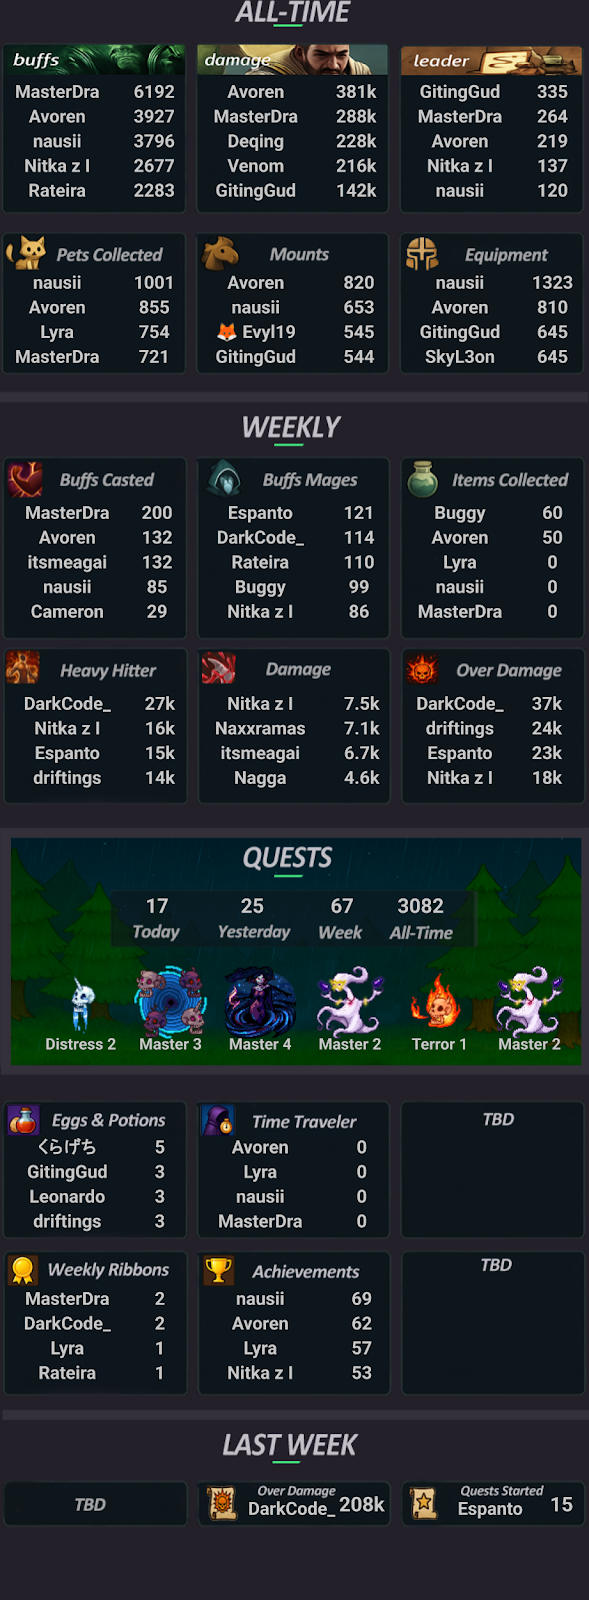 ALL-TIME
buffs
MasterDra 6192
Avoren 3927
nausii 3796
Nitka z I 2677
Rateira 2283
damage
Avoren 381k
MasterDra 288k
Deqing 228k
Venom 216k
GitingGud 142k
leader
GitingGud 335
MasterDra 264
Avoren 219
Nitka z I 137
nausii 120
Pets Collected
nausii 1001
Avoren 855
Lyra 754
MasterDra 721
Mounts
Avoren 820
nausii 653
🦊 Evyl19 545
GitingGud 544
Equipment
nausii 1323
Avoren 810
GitingGud 645
SkyL3on 645
WEEKLY
Buffs Casted
MasterDra 200
Avoren 132
itsmeagai 132
nausii 85
Cameron 29
Buffs Mages
Espanto 121
DarkCode_ 114
Rateira 110
Buggy 99
Nitka z I 86
Items Collected
Buggy 60
Avoren 50
Lyra 0
nausii 0
MasterDra 0
Heavy Hitter
DarkCode_ 27k
Nitka z I 16k
Espanto 15k
driftings 14k
Damage
Nitka z I 7.5k
Naxxramas 7.1k
itsmeagai 6.7k
Nagga 4.6k
Over Damage
DarkCode_ 37k
driftings 24k
Espanto 23k
Nitka z I 18k
QUESTS
17 25 67 3082
Today Yesterday Week All-Time
Distress 2 Master 3 Master 4 Master 2 Terror 1 Master 2
Eggs & Potions
くらげち 5
GitingGud 3
Leonardo 3
driftings 3
Time Traveler
Avoren 0
Lyra 0
nausii 0
MasterDra 0
TBD
Weekly Ribbons
MasterDra 2
DarkCode_ 2
Lyra 1
Rateira 1
Achievements
nausii 69
Avoren 62
Lyra 57
Nitka z I 53
TBD
LAST WEEK
TBD
Over Damage
DarkCode_ 208k
Quests Started
Espanto 15